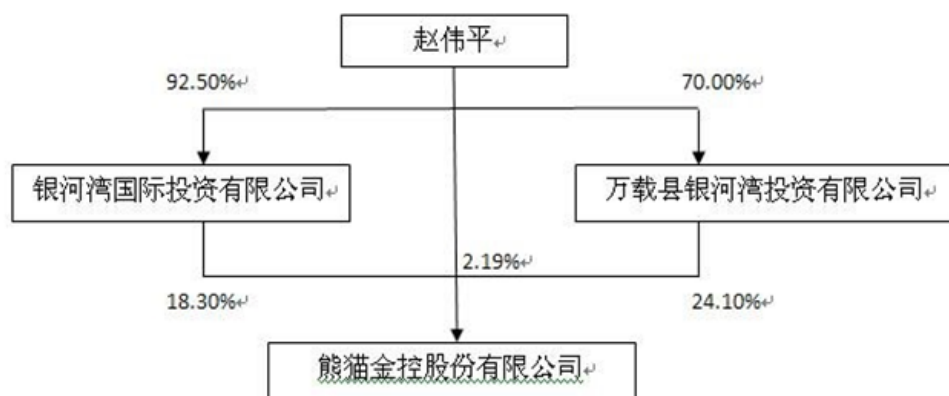 赵伟平
92.50%
70.00%
银河湾国际投资有限公司
万载县银河湾投资有限公司
2.19%
18.30%
24.10%
熊猫金控股份有限公司